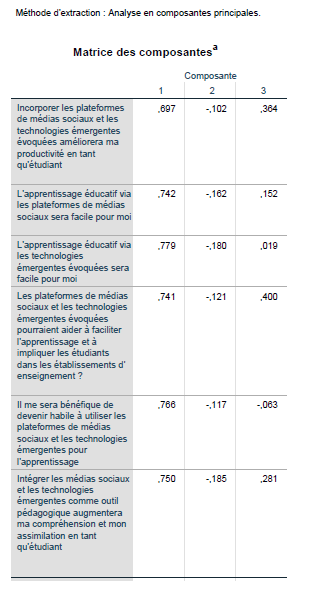 Méthode d'extraction : Analyse en composantes principales.
Matrice des composantesa
Composante
1 2 3
Incorporer les plateformes ,697 -,102 ,364
de médias sociaux et les
technologies émergentes
évoquées améliorera ma
productivité en tant
qu'étudiant
L'apprentissage éducatif via ,742 -,162 ,152
les plateformes de médias
sociaux sera facile pour moi
L'apprentissage éducatif via ,779 -,180 ,019
les technologies
émergentes évoquées sera
facile pour moi
Les plateformes de médias ,741 -,121 ,400
sociaux et les technologies
émergentes évoquées
pourraient aider à faciliter
l'apprentissage et à
impliquer les étudiants
dans les établissements d'
enseignement ?
Il me sera bénéfique de ,766 -,117 -,063
devenir habile à utiliser les
plateformes de médias
sociaux et les technologies
émergentes pour
l'apprentissage
Intégrer les médias sociaux ,750 -,185 ,281
et les technologies
émergentes comme outil
pédagogique augmentera
ma compréhension et mon
assimilation en tant
qu'étudiant